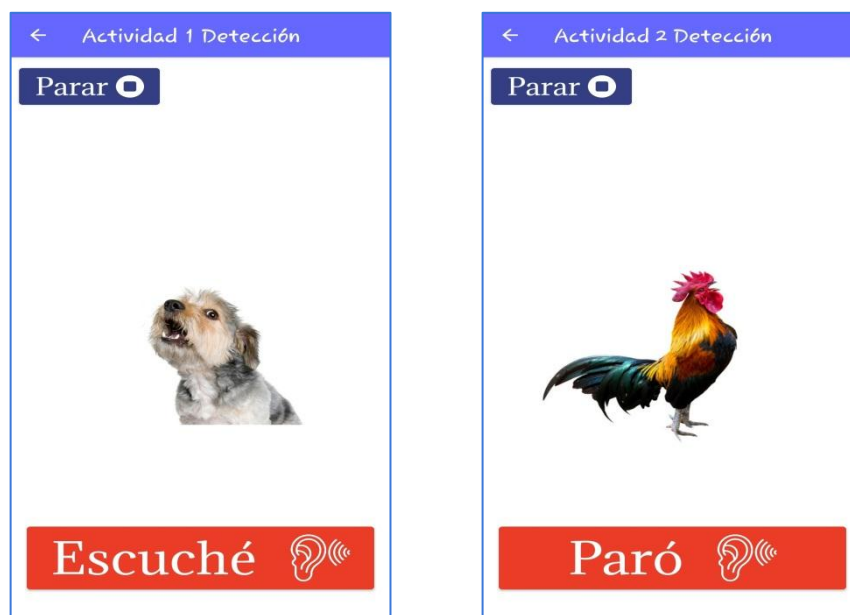 Actividad 1 Detección
Parar
Escuché
Actividad 2 Detección
Parar
Paró